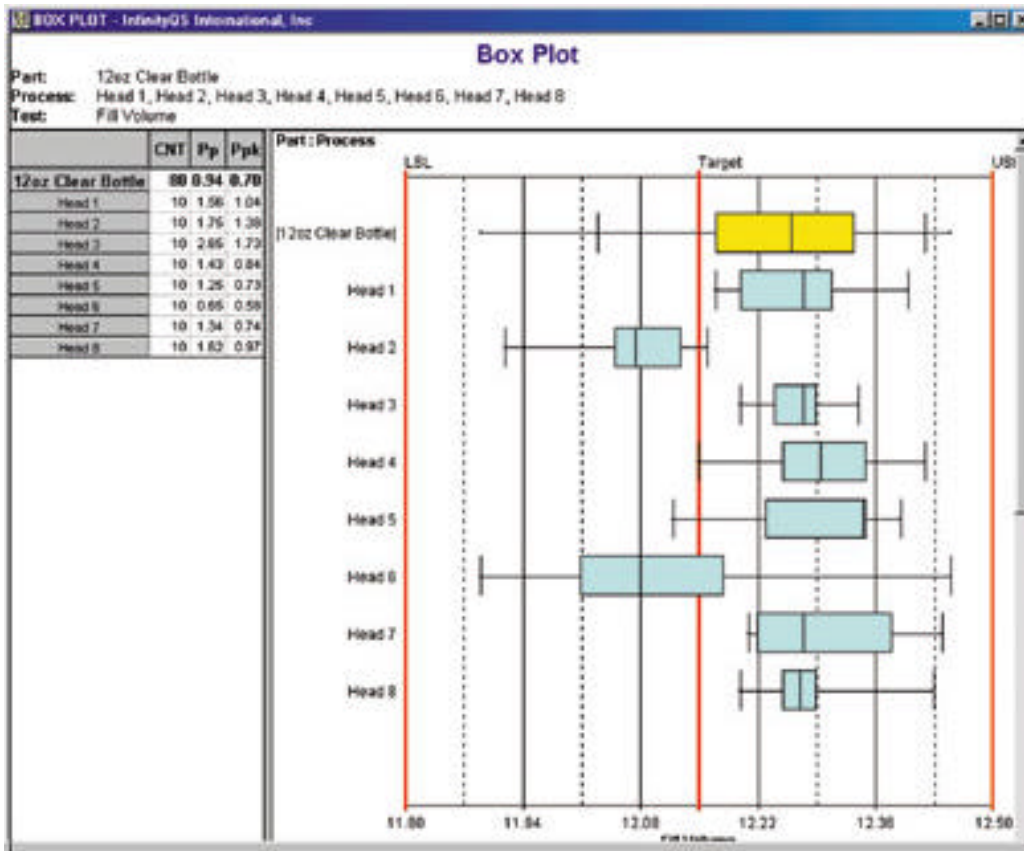 BOX PLOT - InfinityQS International, Inc
Box Plot
Part: 12oz Clear Bottle
Process: Head 1, Head 2, Head 3, Head 4, Head 5, Head 6, Head 7, Head 8
Test: Fill Volume
CNT Pp Ppk
12oz Clear Bottle 80 0.94 0.70
Head 1 10 1.56 1.04
Head 2 10 1.75 1.38
Head 3 10 2.85 1.73
Head 4 10 1.43 0.84
Head 5 10 1.25 0.73
Head 6 10 0.65 0.58
Head 7 10 1.34 0.74
Head 8 10 1.62 0.97
Part : Process
LSL Target
[12oz Clear Bottle]
Head 1
Head 2
Head 3
Head 4
Head 5
Head 6
Head 7
Head 8
11.80 11.94 12.08 12.22 12.36 12.50
Fill Volume